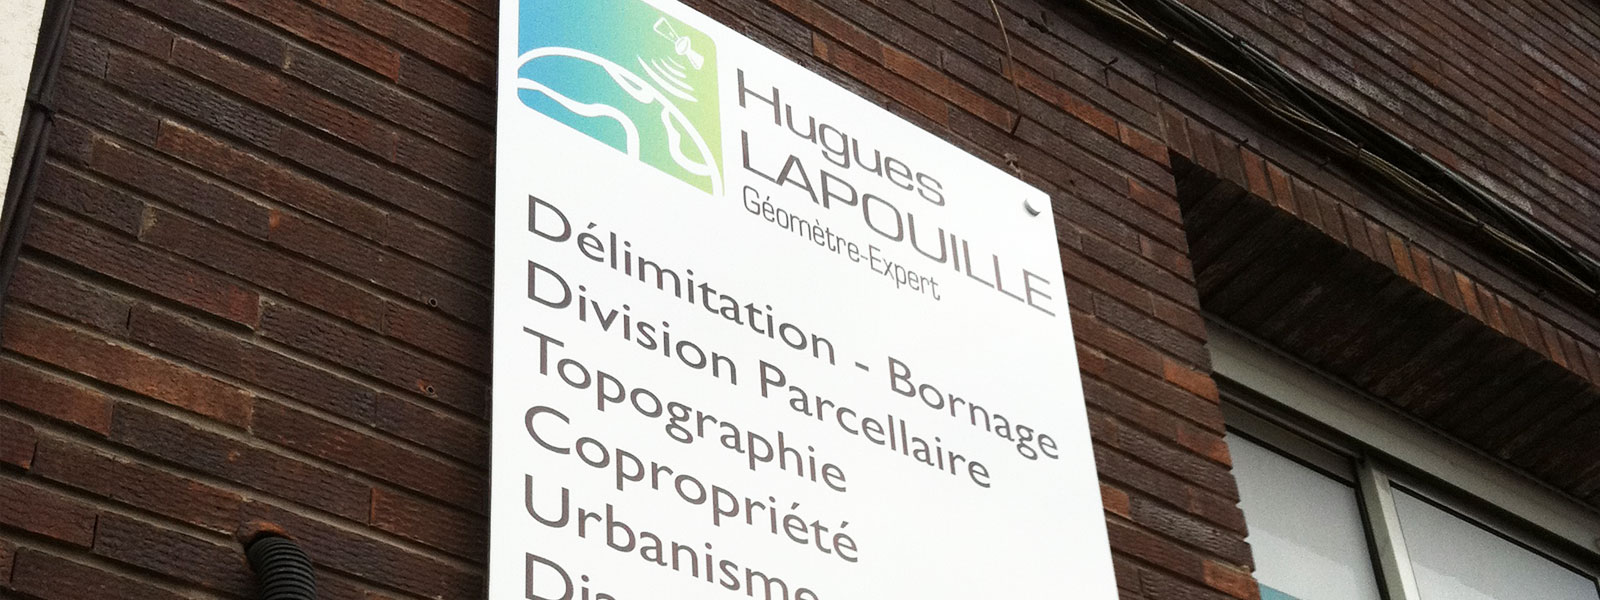 Hugues
LAPOUILLE
Géomètre-Expert
Délimitation - Bornage
Division Parcellaire
Topographie
Copropriété
Urbanisme